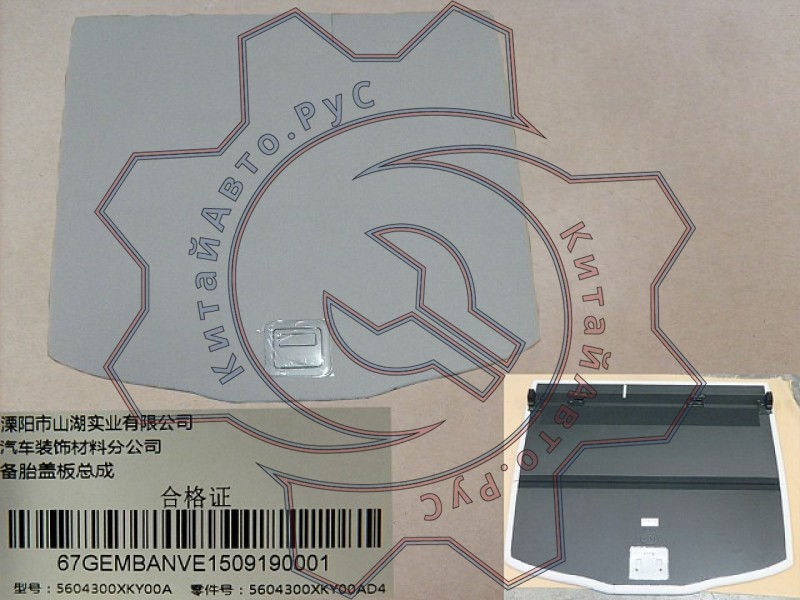 КитайАвто.РуС
КитайАвто.РуС
溧阳市山湖实业有限公司
汽车装饰材料分公司
备胎盖板总成
合格证
67GEMBANVE1509190001
型号：5604300XKY00A 零件号：5604300XKY00AD4